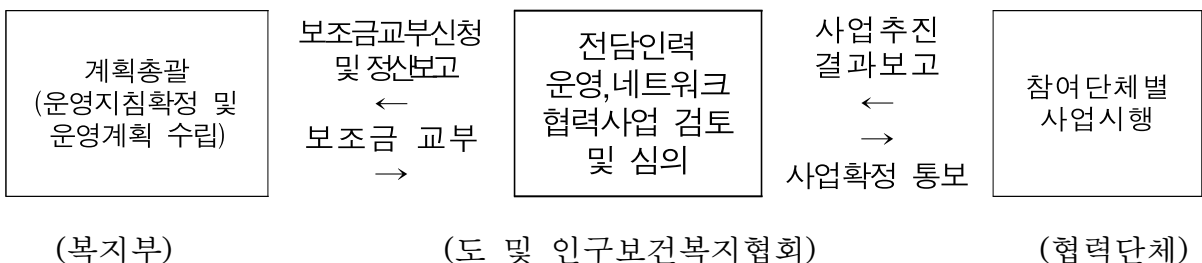 계획총괄
(운영지침확정 및
운영계획 수립)
보조금교부신청
및 정산보고
←
보조금 교부
→
전담인력
운영,네트워크
협력사업 검토
및 심의
사업추진
결과보고
←
→
사업확정 통보
참여단체별
사업시행
(복지부)
(도 및 인구보건복지협회)
(협력단체)